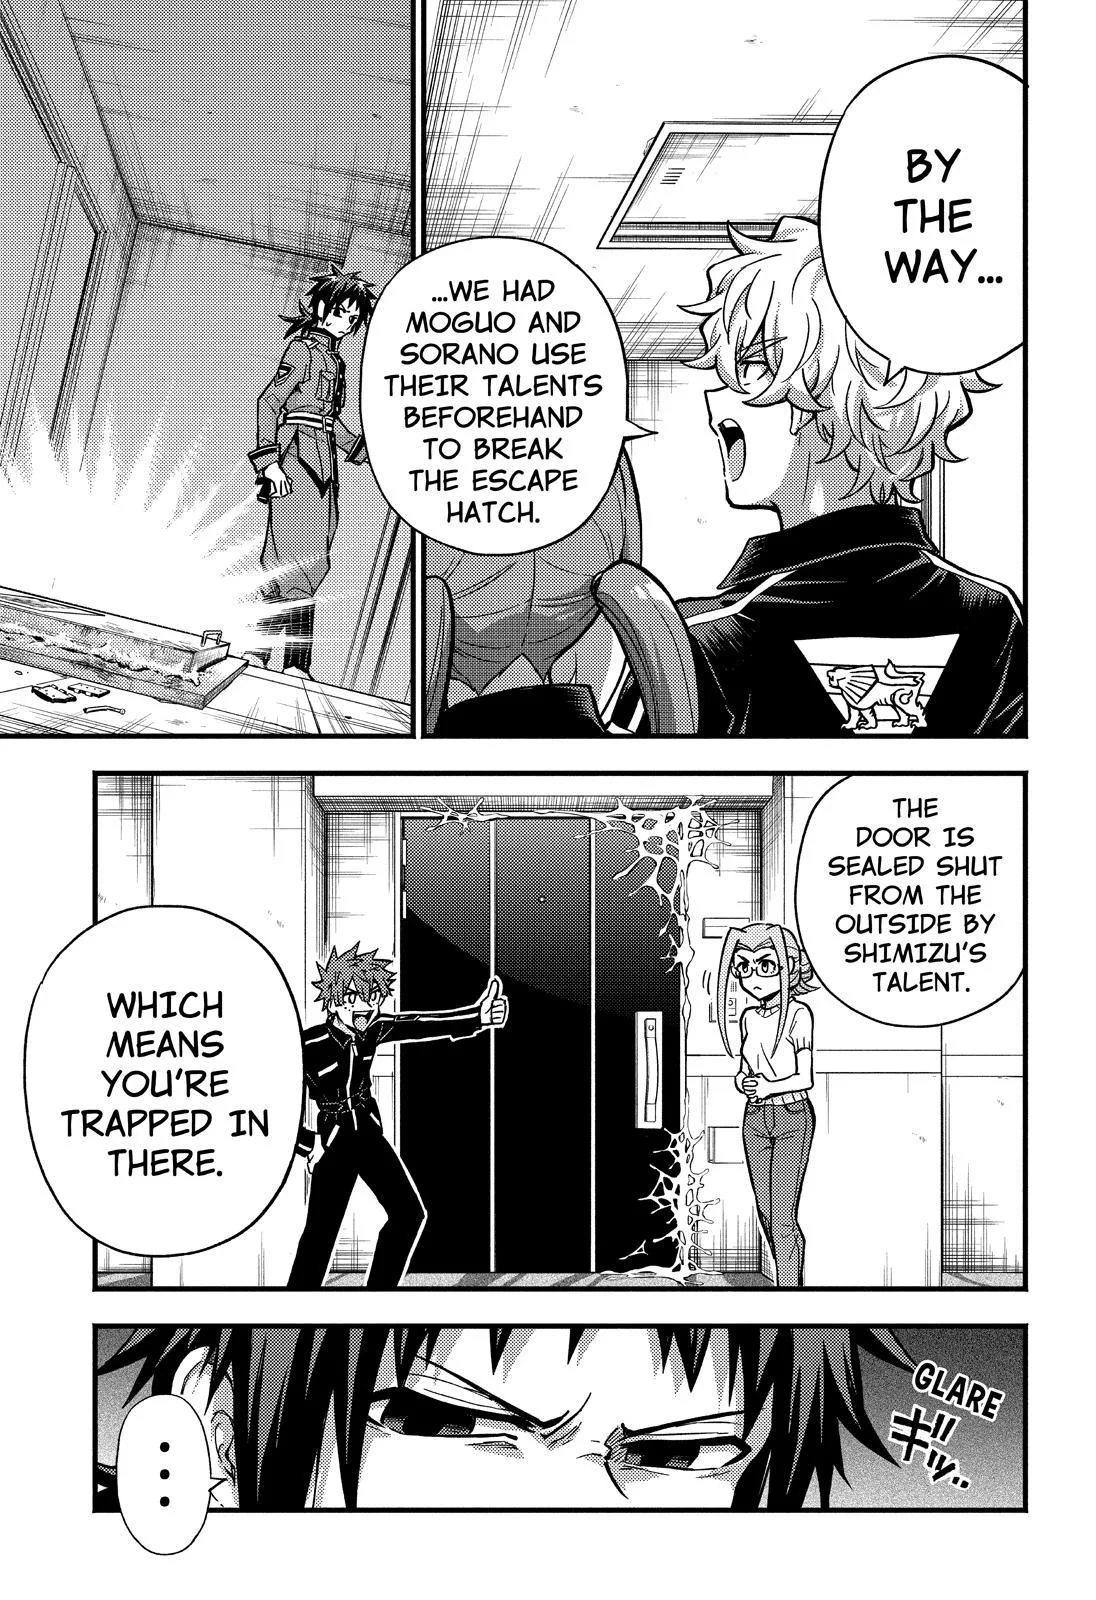 BY
THE
WAY...
...WE HAD
MOGUO AND
SORANO USE
THEIR TALENTS
BEFOREHAND
TO BREAK
THE ESCAPE
HATCH.
THE
DOOR IS
SEALED SHUT
FROM THE
OUTSIDE BY
SHIMIZU'S
TALENT.
WHICH
MEANS
YOU'RE
TRAPPED IN
THERE.
GLARE
ギッ..
...